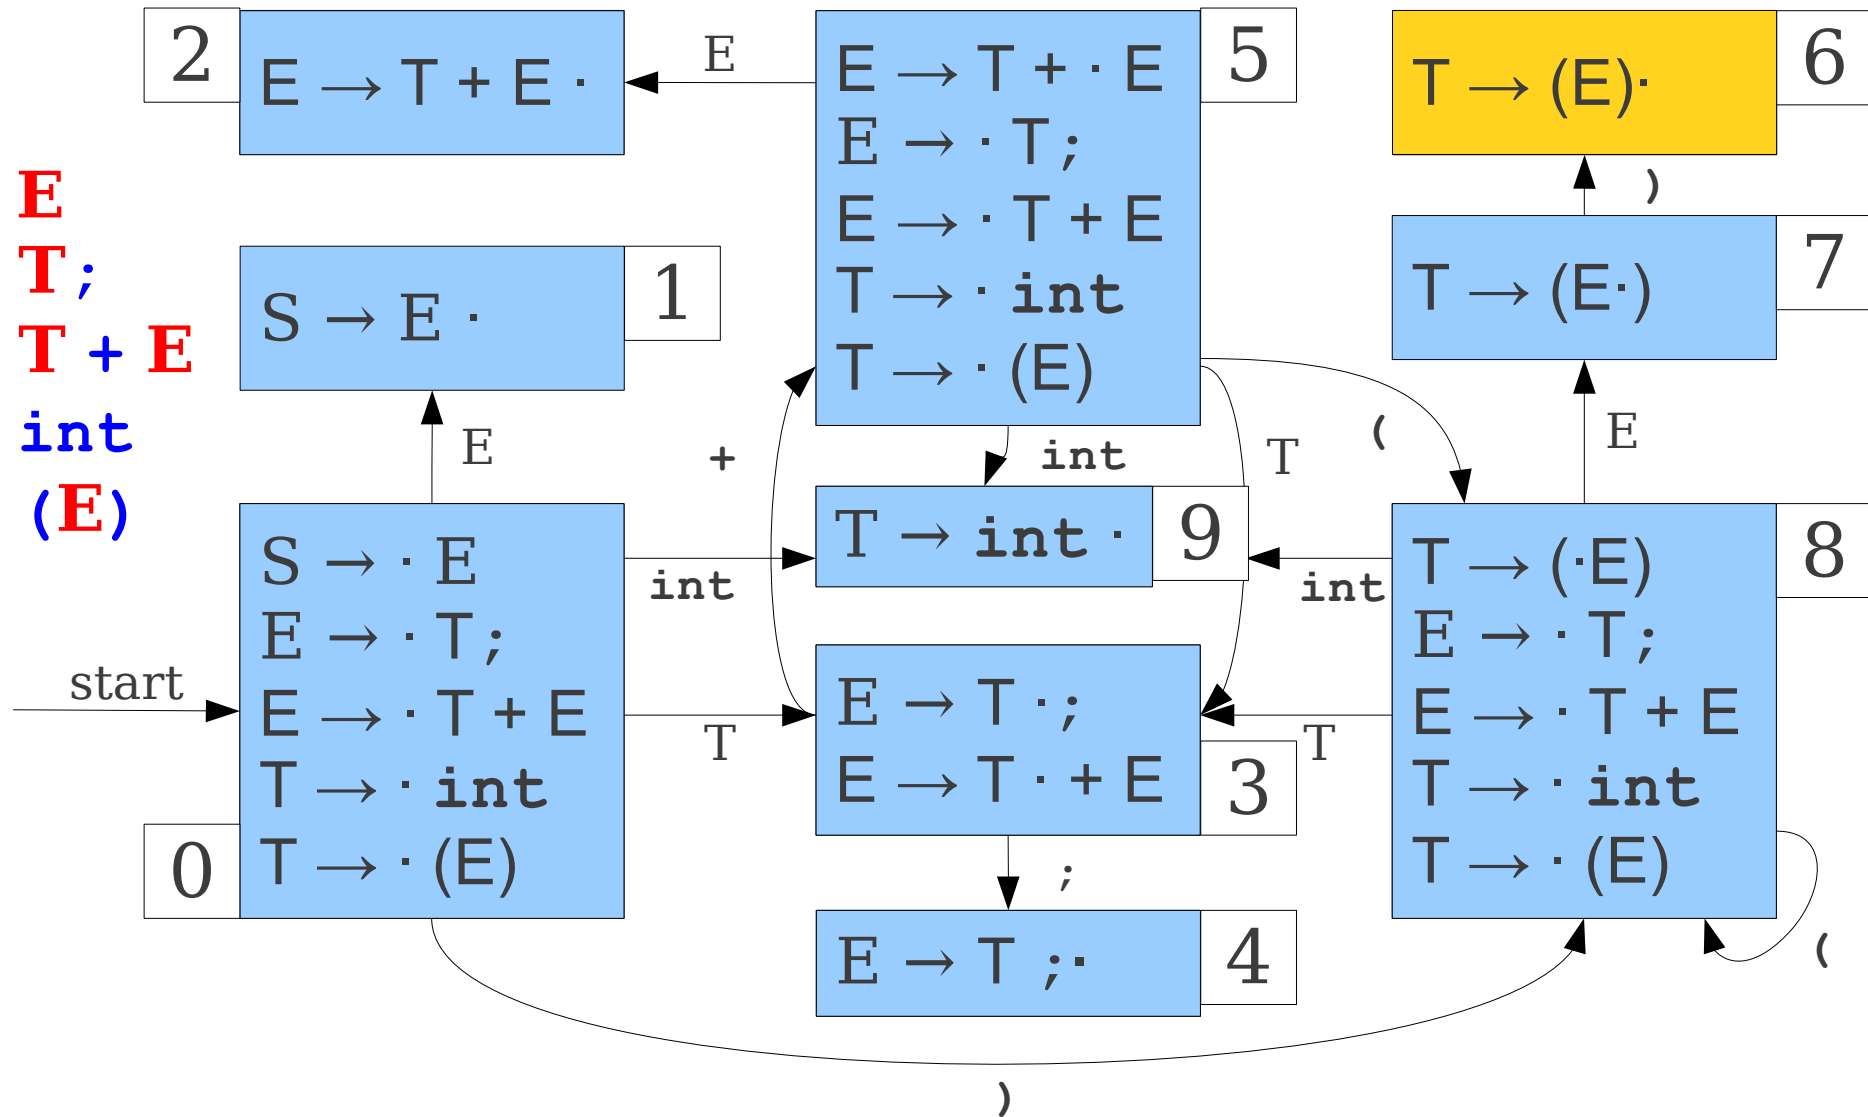 E
T ;
T + E
int
(E)
start
2
E → T + E ·
E
5
E → T + · E
E → · T ;
E → · T + E
T → · int
T → · (E)
6
T → (E)·
)
7
T → (E·)
E
1
S → E ·
E
+
int
T
(
0
S → · E
E → · T ;
E → · T + E
T → · int
T → · (E)
int
T
9
T → int ·
int
3
E → T · ;
E → T · + E
T
;
4
E → T ; ·
8
T → (·E)
E → · T ;
E → · T + E
T → · int
T → · (E)
(
)